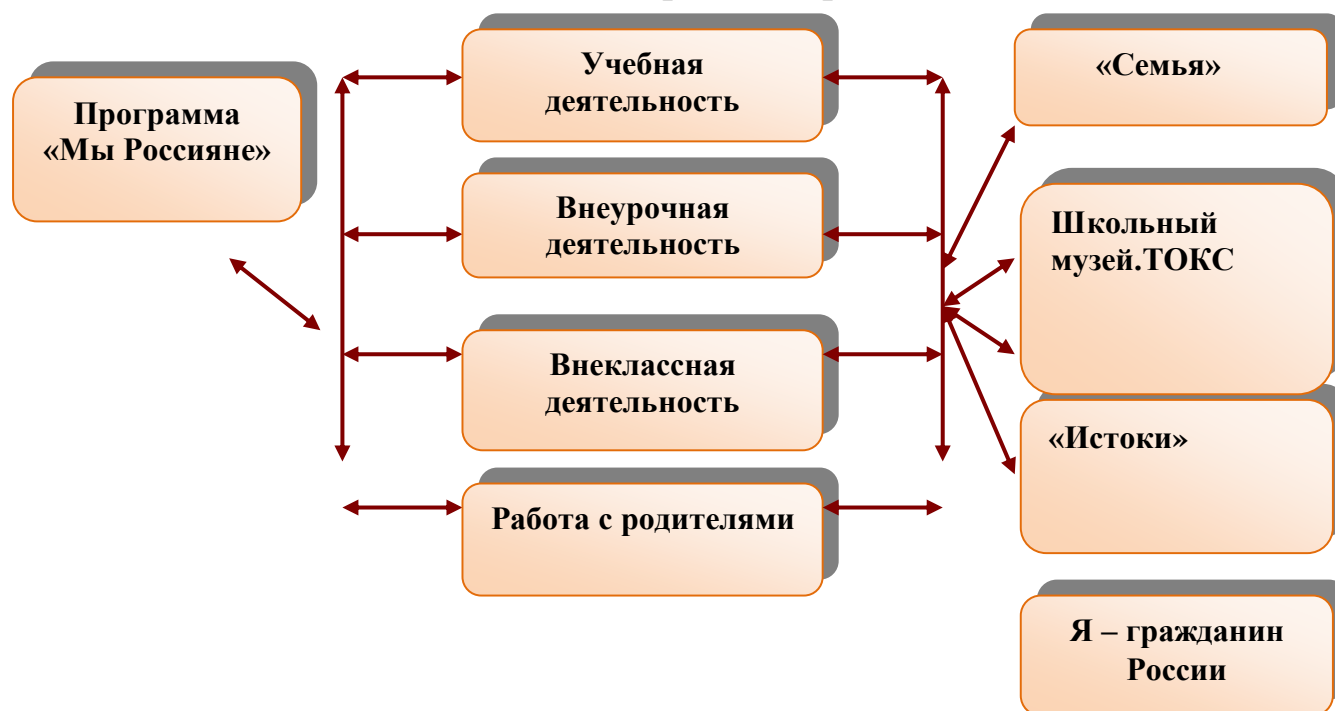 Программа
«Мы Россияне»
Учебная
деятельность
Внеурочная
деятельность
Внеклассная
деятельность
Работа с родителями
«Семья»
Школьный
музей.ТОКС
«Истоки»
Я – гражданин
России